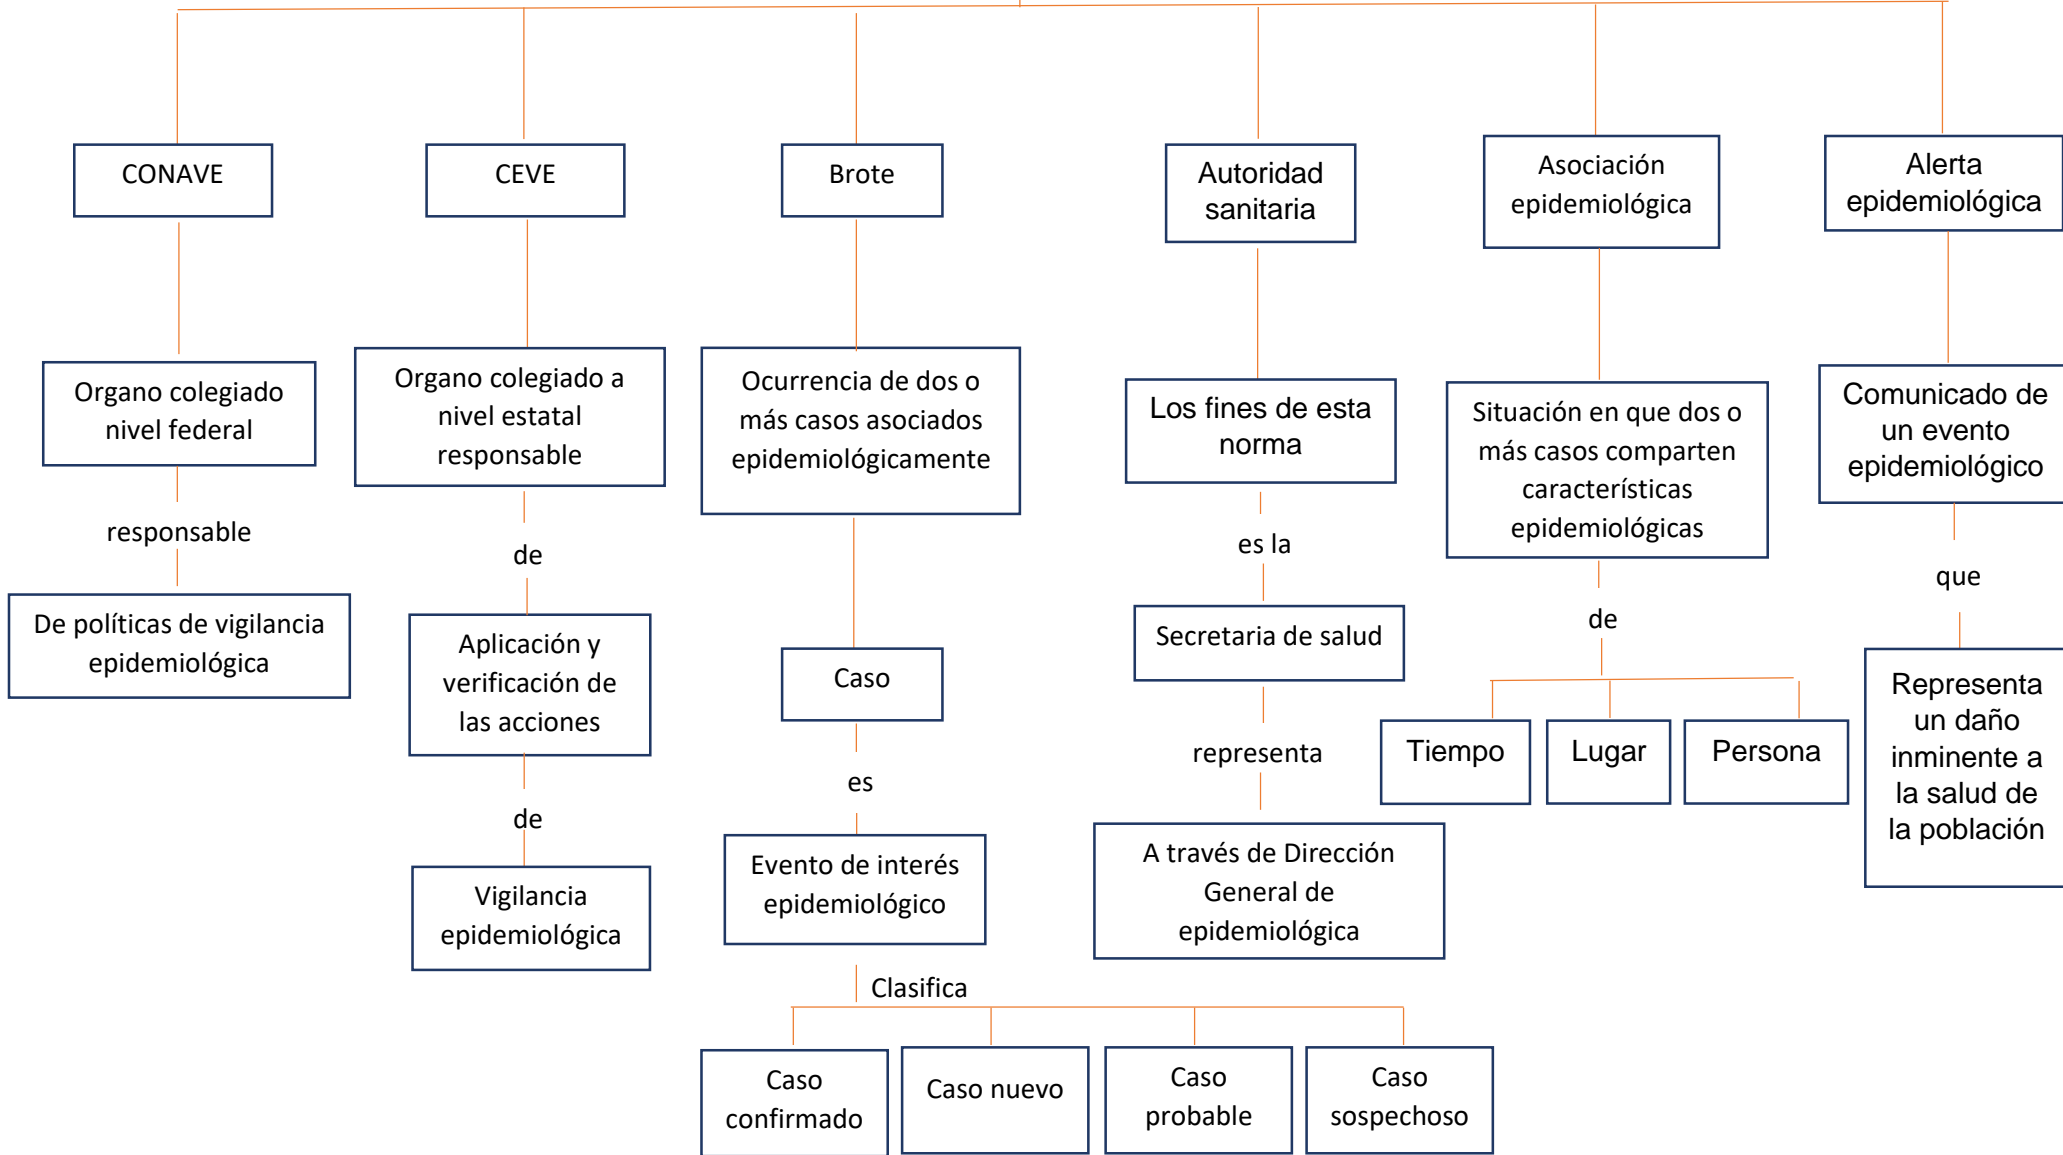 CONAVE
Organo colegiado
nivel federal
responsable
De políticas de vigilancia
epidemiológica
CEVE
Organo colegiado a
nivel estatal
responsable
de
Aplicación y
verificación de
las acciones
de
Vigilancia
epidemiológica
Brote
Ocurrencia de dos o
más casos asociados
epidemiológicamente
Caso
es
Evento de interés
epidemiológico
Clasifica
Caso
confirmado
Caso nuevo
Caso
probable
Caso
sospechoso
Autoridad
sanitaria
Los fines de esta
norma
es la
Secretaria de salud
representa
A través de Dirección
General de
epidemiológica
Asociación
epidemiológica
Situación en que dos o
más casos comparten
características
epidemiológicas
de
Tiempo
Lugar
Persona
Alerta
epidemiológica
Comunicado de
un evento
epidemiológico
que
Representa
un daño
inminente a
la salud de
la población